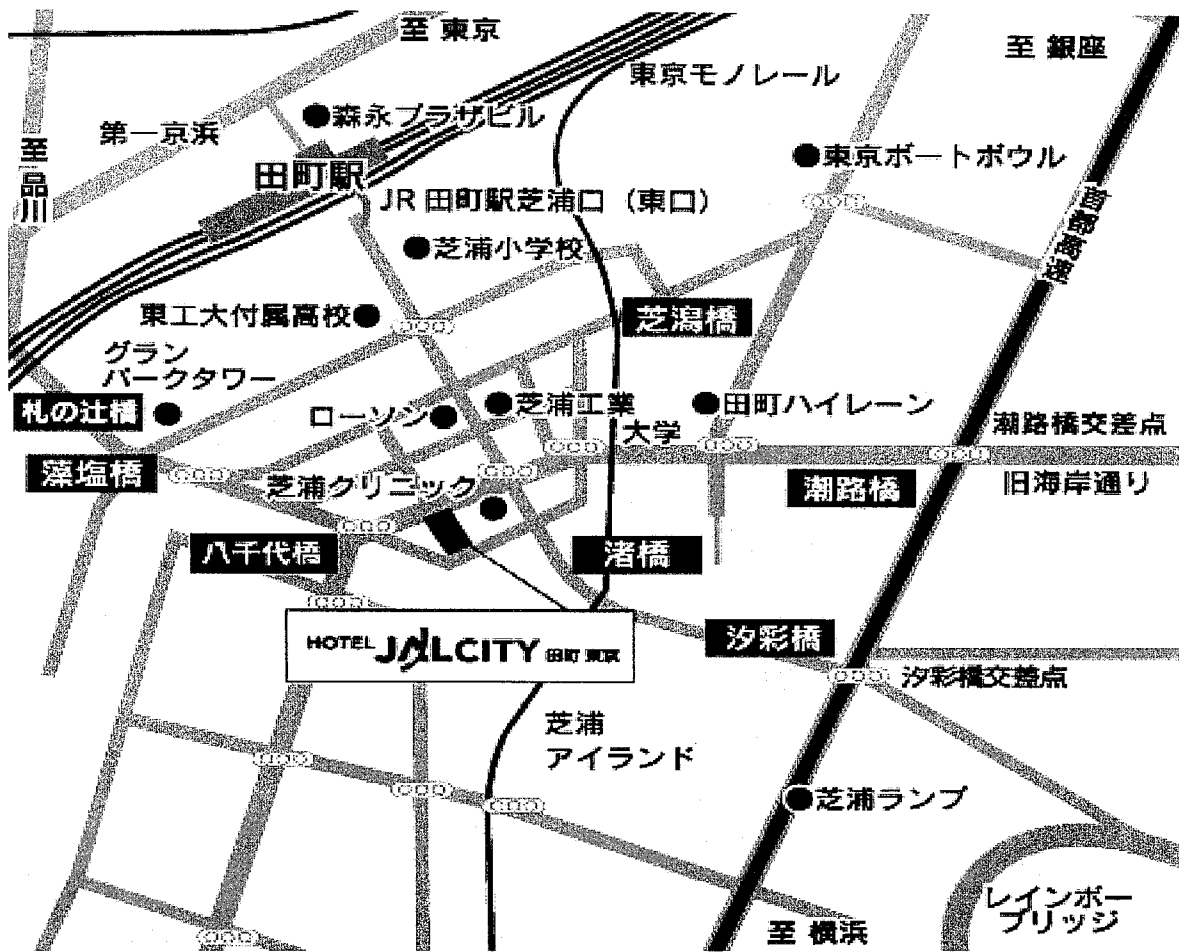 至 東京
至 銀座
東京モノレール
森永プラザビル
第一京浜
至 品川
田町駅
東京ボートボウル
JR 田町駅芝浦口（東口）
首都高速
芝浦小学校
東工大付属高校
芝潟橋
グラン
パークタワー
札の辻橋
ローソン
芝浦工業
大学
田町ハイレーン
潮路橋交差点
藻塩橋
芝浦クリニック
潮路橋
旧海岸通り
八千代橋
渚橋
HOTEL JALCITY 田町 東京
汐彩橋
汐彩橋交差点
芝浦
アイランド
芝浦ランプ
レインボー
ブリッジ
至 横浜